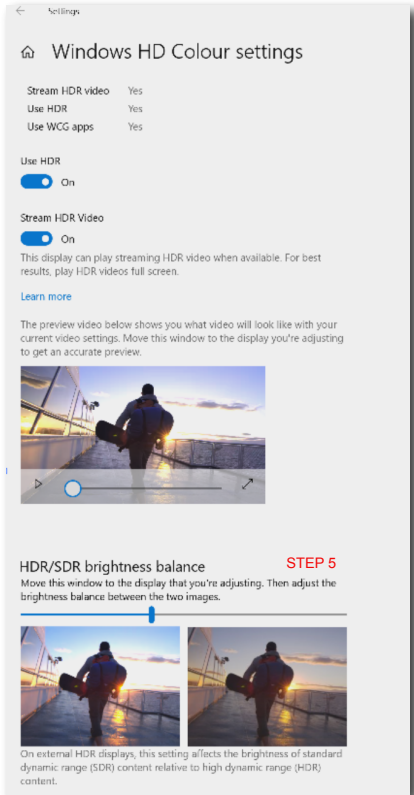 Settings
Windows HD Colour settings
Stream HDR video Yes
Use HDR Yes
Use WCG apps Yes
Use HDR
On
Stream HDR Video
On
This display can play streaming HDR video when available. For best
results, play HDR videos full screen.
Learn more
The preview video below shows you what video will look like with your
current video settings. Move this window to the display you're adjusting
to get an accurate preview.
HDR/SDR brightness balance STEP 5
Move this window to the display that you're adjusting. Then adjust the
brightness balance between the two images.
On external HDR displays, this setting affects the brightness of standard
dynamic range (SDR) content relative to high dynamic range (HDR)
content.